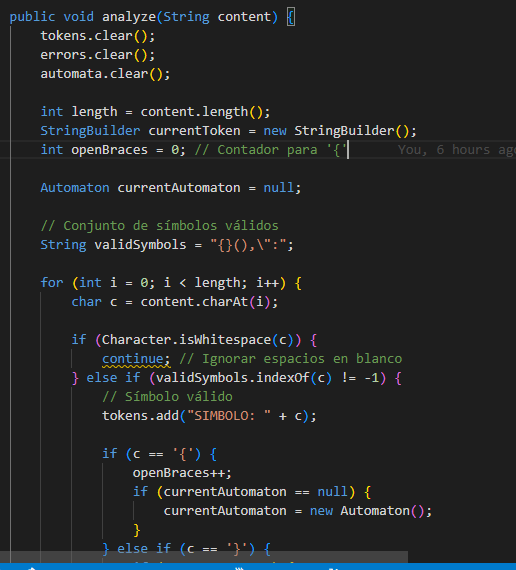 public void analyze(String content) {
tokens.clear();
errors.clear();
automata.clear();
int length = content.length();
StringBuilder currentToken = new StringBuilder();
int openBraces = 0; // Contador para '{' You, 6 hours ago
Automaton currentAutomaton = null;
// Conjunto de símbolos válidos
String validSymbols = "{}(),\":";
for (int i = 0; i < length; i++) {
char c = content.charAt(i);
if (Character.isWhitespace(c)) {
continue; // Ignorar espacios en blanco
} else if (validSymbols.indexOf(c) != -1) {
// Símbolo válido
tokens.add("SIMBOLO: " + c);
if (c == '{') {
openBraces++;
if (currentAutomaton == null) {
currentAutomaton = new Automaton();
}
} else if (c == '}') {